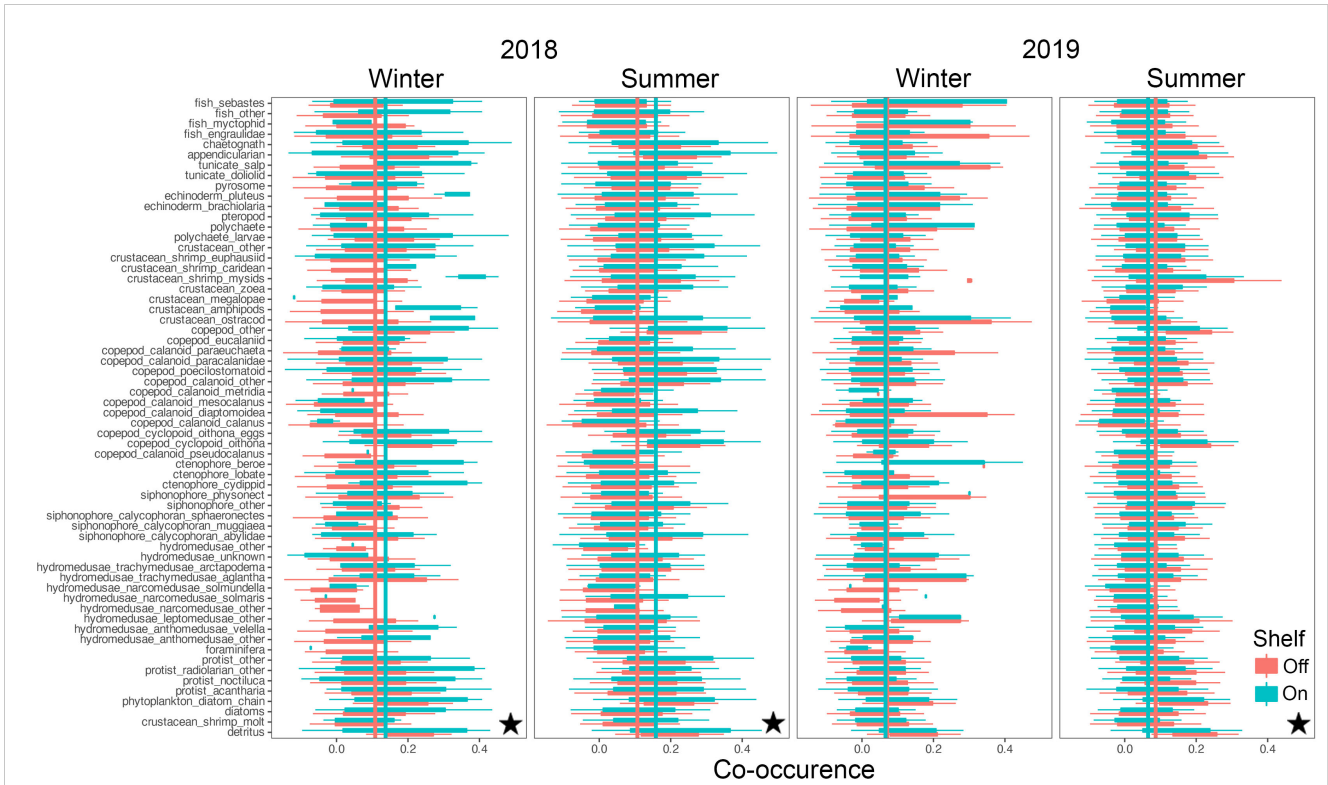 2018
2019
Winter
Summer
Winter
Summer
fish_sebastes
fish_other
fish_myctophid
fish_engraulidae
chaetognath
appendicularian
tunicate_salp
tunicate_doliolid
pyrosome
echinoderm_pluteus
echinoderm_brachiolaria
pteropod
polychaete
polychaete_larvae
crustacean_other
crustacean_shrimp_euphausiid
crustacean_shrimp_caridean
crustacean_shrimp_mysids
crustacean_zoea
crustacean_megalopae
crustacean_amphipods
crustacean_ostracod
copepod_other
copepod_eucalaniid
copepod_calanoid_paraeuchaeta
copepod_calanoid_paracalanidae
copepod_poecilostomatoid
copepod_calanoid_other
copepod_calanoid_metridia
copepod_calanoid_mesocalanus
copepod_calanoid_diaptomoidea
copepod_calanoid_calanus
copepod_cyclopoid_oithona_eggs
copepod_cyclopoid_oithona
copepod_calanoid_pseudocalanus
ctenophore_beroe
ctenophore_lobate
ctenophore_cydippid
siphonophore_physonect
siphonophore_other
siphonophore_calycophoran_sphaeronectes
siphonophore_calycophoran_muggiaea
siphonophore_calycophoran_abylidae
hydromedusae_other
hydromedusae_unknown
hydromedusae_trachymedusae_arctapodema
hydromedusae_trachymedusae_aglantha
hydromedusae_narcomedusae_solmundella
hydromedusae_narcomedusae_solmaris
hydromedusae_narcomedusae_other
hydromedusae_leptomedusae_other
hydromedusae_anthomedusae_velella
hydromedusae_anthomedusae_other
foraminifera
protist_other
protist_radiolarian_other
protist_noctiluca
protist_acantharia
phytoplankton_diatom_chain
diatoms
crustacean_shrimp_molt
detritus
Shelf
Off
On
0.0 0.2 0.4
0.0 0.2 0.4
0.0 0.2 0.4
0.0 0.2 0.4
Co-occurence